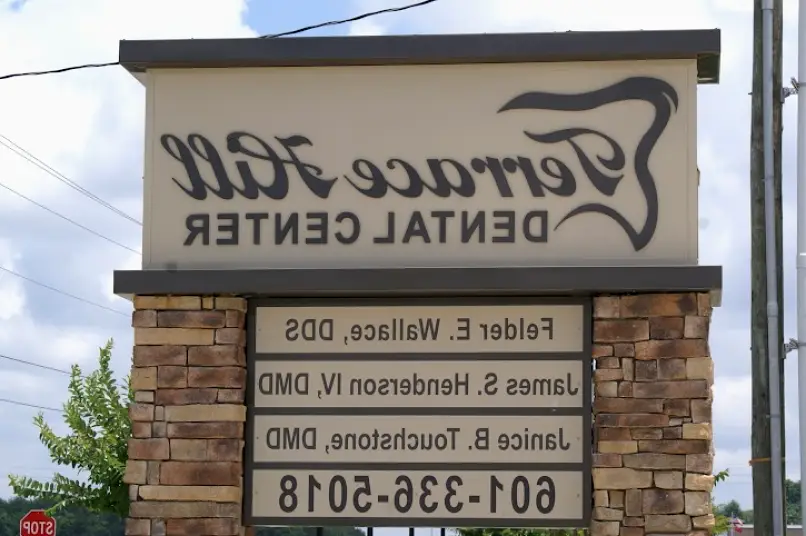 Terrace Hill
DENTAL CENTER
Felder E. Wallace, DDS
James S. Henderson IV, DMD
Janice B. Touchstone, DMD
601-336-5018
STOP